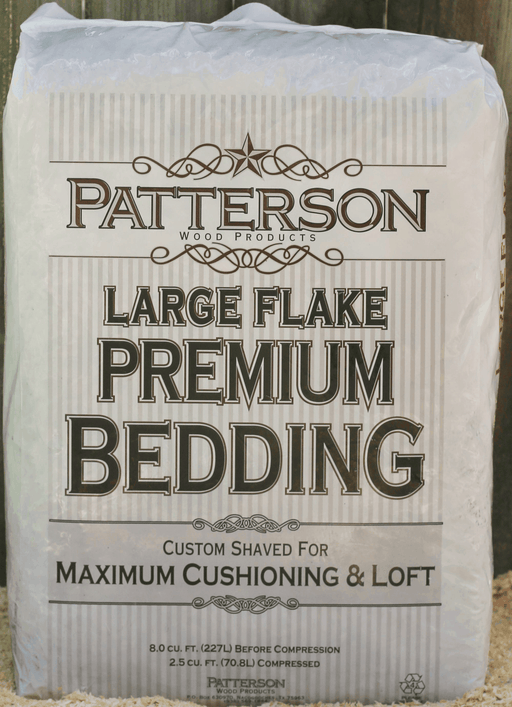 PATTERSON
WOOD PRODUCTS
LARGE FLAKE
PREMIUM
BEDDING
CUSTOM SHAVED FOR
MAXIMUM CUSHIONING & LOFT
8.0 CU. FT. (227L) BEFORE COMPRESSION
2.5 CU. FT. (70.8L) COMPRESSED
PATTERSON
WOOD PRODUCTS
P.O. Box